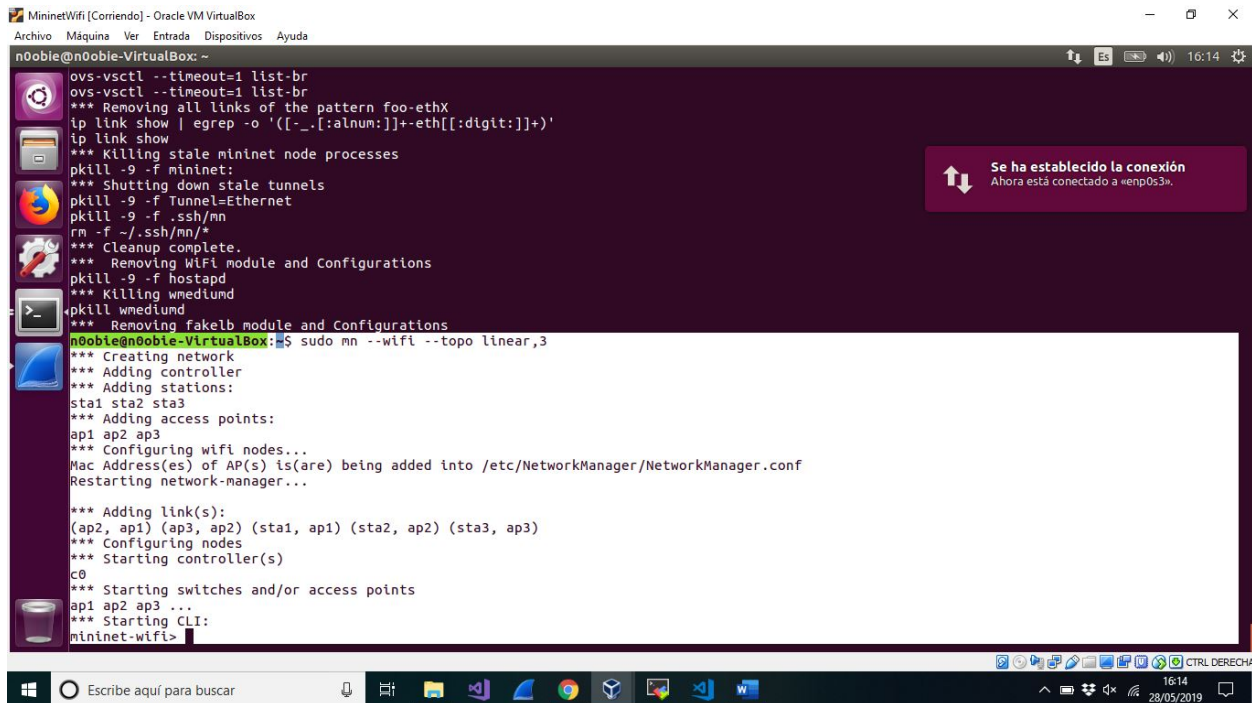 MininetWifi [Corriendo] - Oracle VM VirtualBox
Archivo Máquina Ver Entrada Dispositivos Ayuda
n0obie@n0obie-VirtualBox: ~
Es
16:14
ovs-vsctl --timeout=1 list-br
ovs-vsctl --timeout=1 list-br
*** Removing all links of the pattern foo-ethX
ip link show | egrep -o '([-_.[:alnum:]]+-eth[[:digit:]]+)'
ip link show
*** Killing stale mininet node processes
pkill -9 -f mininet:
*** Shutting down stale tunnels
pkill -9 -f Tunnel=Ethernet
pkill -9 -f .ssh/mn
rm -f ~/.ssh/mn/*
*** Cleanup complete.
***  Removing WiFi module and Configurations
pkill -9 -f hostapd
*** Killing wmediumd
pkill wmediumd
***  Removing fakelb module and Configurations
Se ha establecido la conexión
Ahora está conectado a «enp0s3».
n0obie@n0obie-VirtualBox:~$ sudo mn --wifi --topo linear,3
*** Creating network
*** Adding controller
*** Adding stations:
sta1 sta2 sta3
*** Adding access points:
ap1 ap2 ap3
*** Configuring wifi nodes...
Mac Address(es) of AP(s) is(are) being added into /etc/NetworkManager/NetworkManager.conf
Restarting network-manager...
*** Adding link(s):
(ap2, ap1) (ap3, ap2) (sta1, ap1) (sta2, ap2) (sta3, ap3)
*** Configuring nodes
*** Starting controller(s)
c0
*** Starting switches and/or access points
ap1 ap2 ap3 ...
*** Starting CLI:
mininet-wifi>
CTRL DERECHA
Escribe aquí para buscar
16:14
28/05/2019